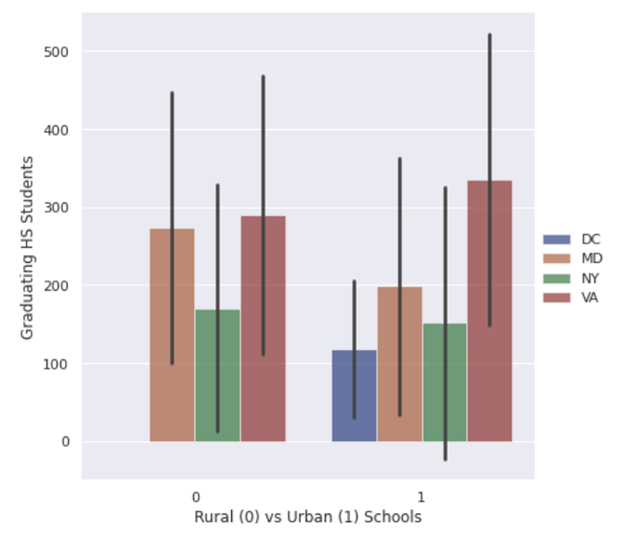 500
400
300
200
100
0
Graduating HS Students
0
1
Rural (0) vs Urban (1) Schools
DC
MD
NY
VA